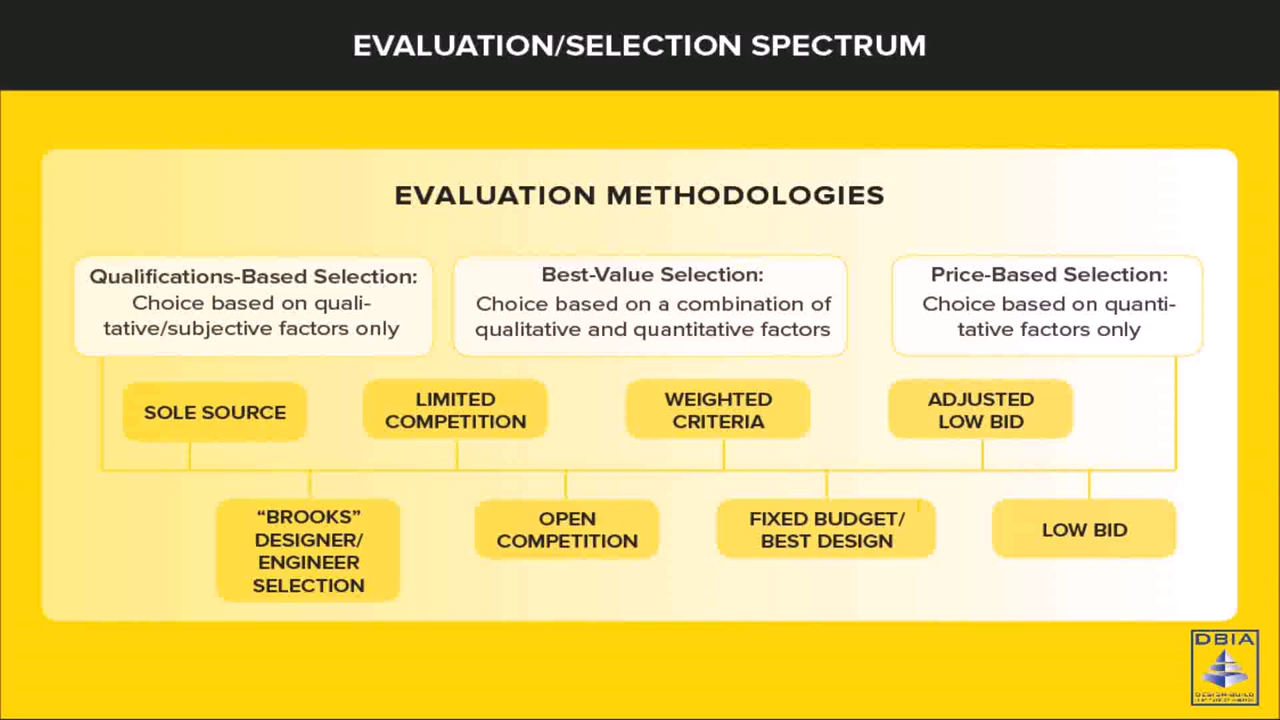 EVALUATION/SELECTION SPECTRUM
EVALUATION METHODOLOGIES
Qualifications-Based Selection:
Choice based on quali-
tative/subjective factors only
Best-Value Selection:
Choice based on a combination of
qualitative and quantitative factors
Price-Based Selection:
Choice based on quanti-
tative factors only
SOLE SOURCE
LIMITED
COMPETITION
WEIGHTED
CRITERIA
ADJUSTED
LOW BID
“BROOKS”
DESIGNER/
ENGINEER
SELECTION
OPEN
COMPETITION
FIXED BUDGET/
BEST DESIGN
LOW BID
DBIA